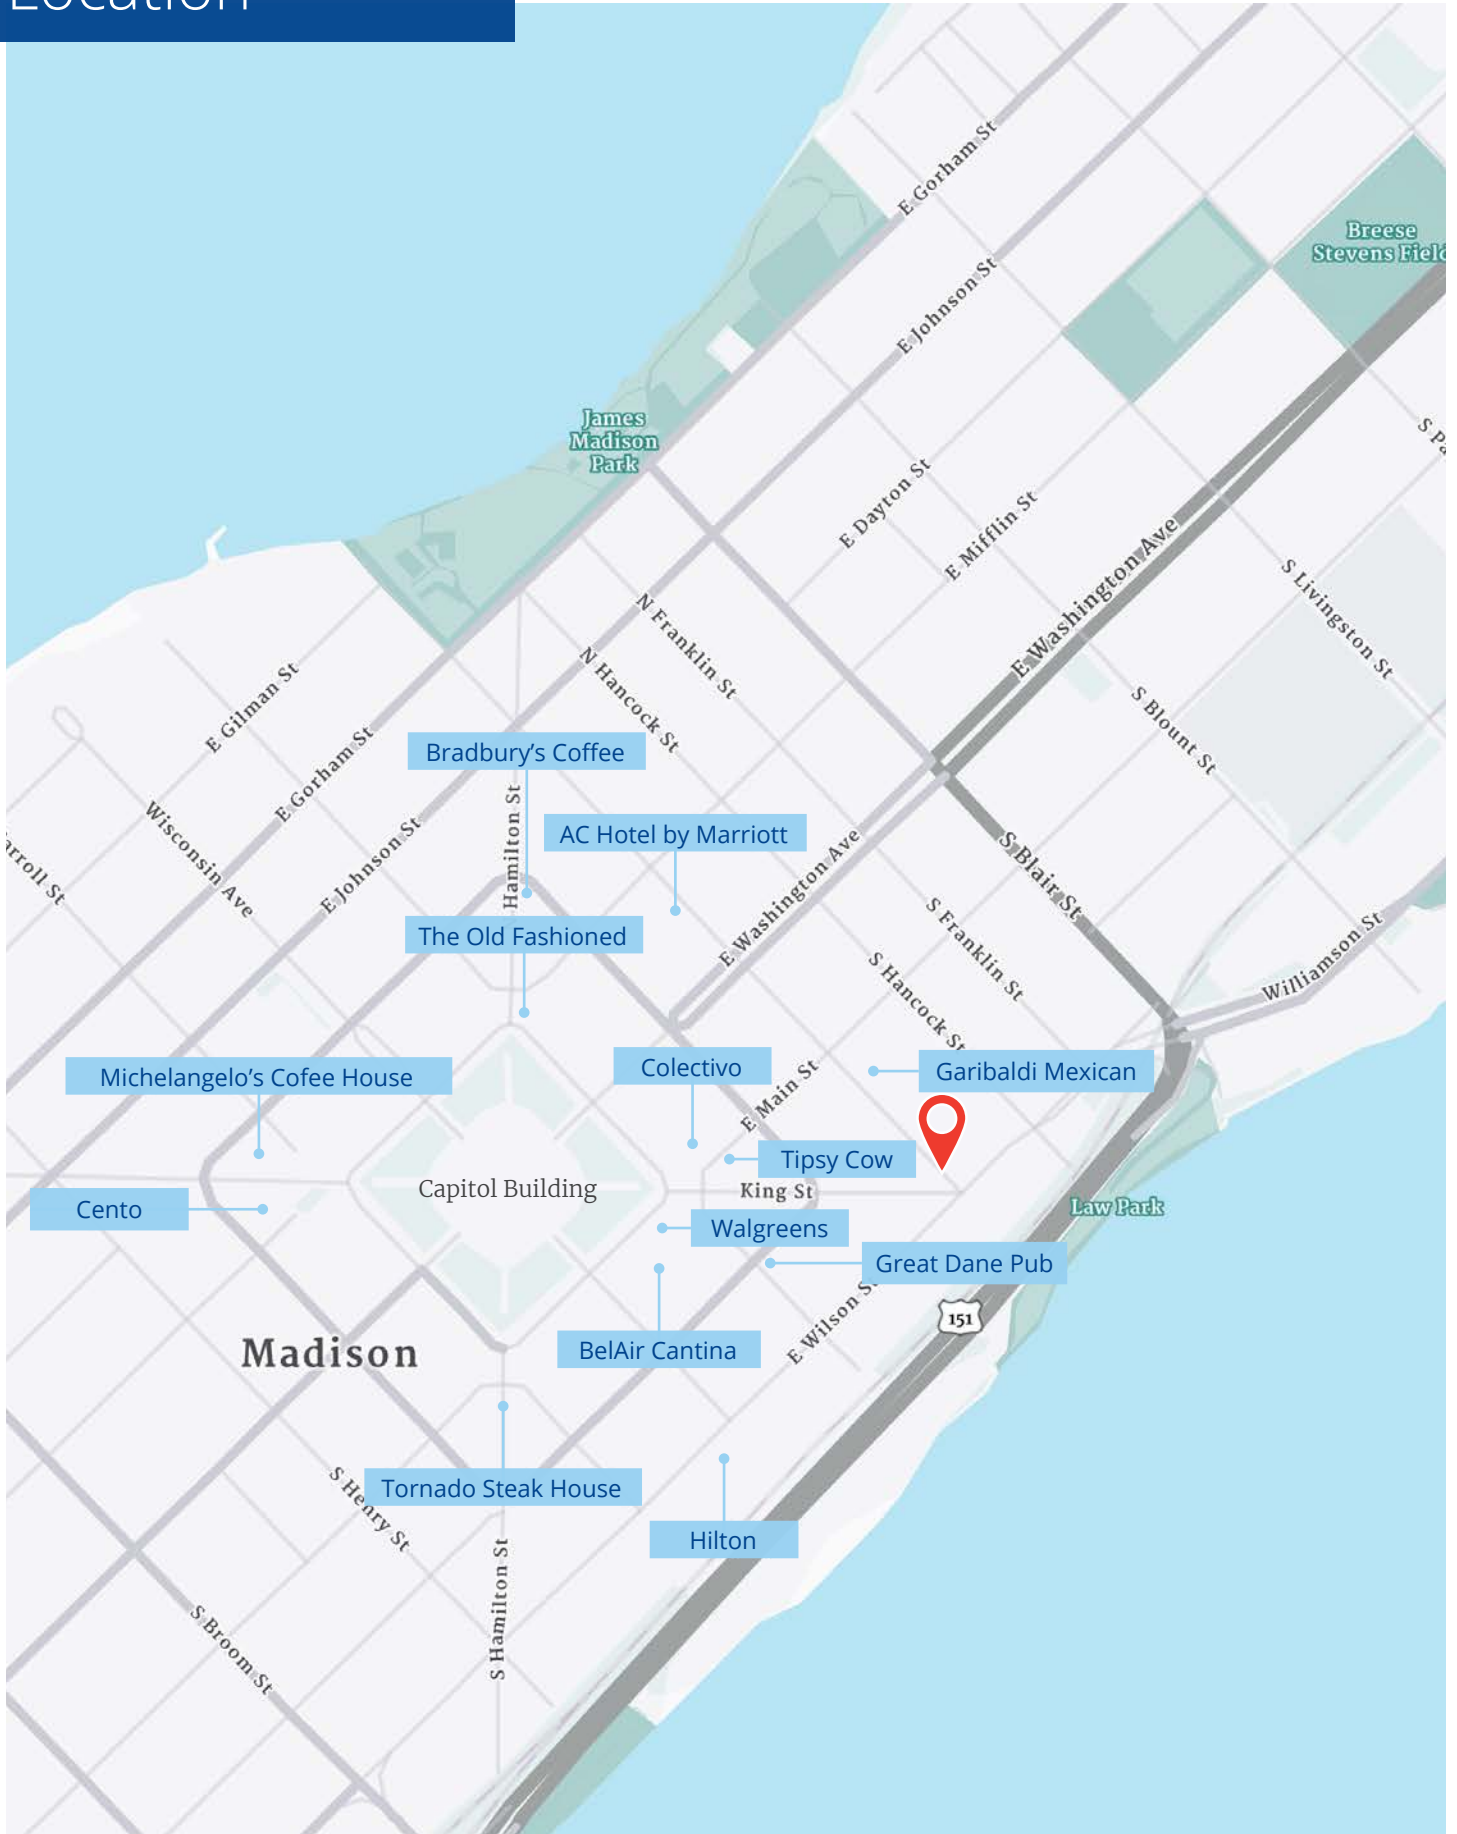 Location
E Gorham St
Breese
Stevens Field
E Johnson St
James
Madison
Park
E Dayton St
E Mifflin St
E Washington Ave
S Livingston St
N Franklin St
N Hancock St
E Gilman St
S Blount St
E Gorham St
Bradbury's Coffee
Wisconsin Ave
E Johnson St
Hamilton St
AC Hotel by Marriott
E Washington Ave
S Blair St
The Old Fashioned
S Franklin St
Williamson St
S Hancock St
Michelangelo's Cofee House
Colectivo
E Main St
Garibaldi Mexican
Tipsy Cow
Capitol Building
King St
Cento
Law Park
Walgreens
Great Dane Pub
E Wilson St
151
Madison
BelAir Cantina
S Henry St
Tornado Steak House
Hilton
S Hamilton St
S Broom St